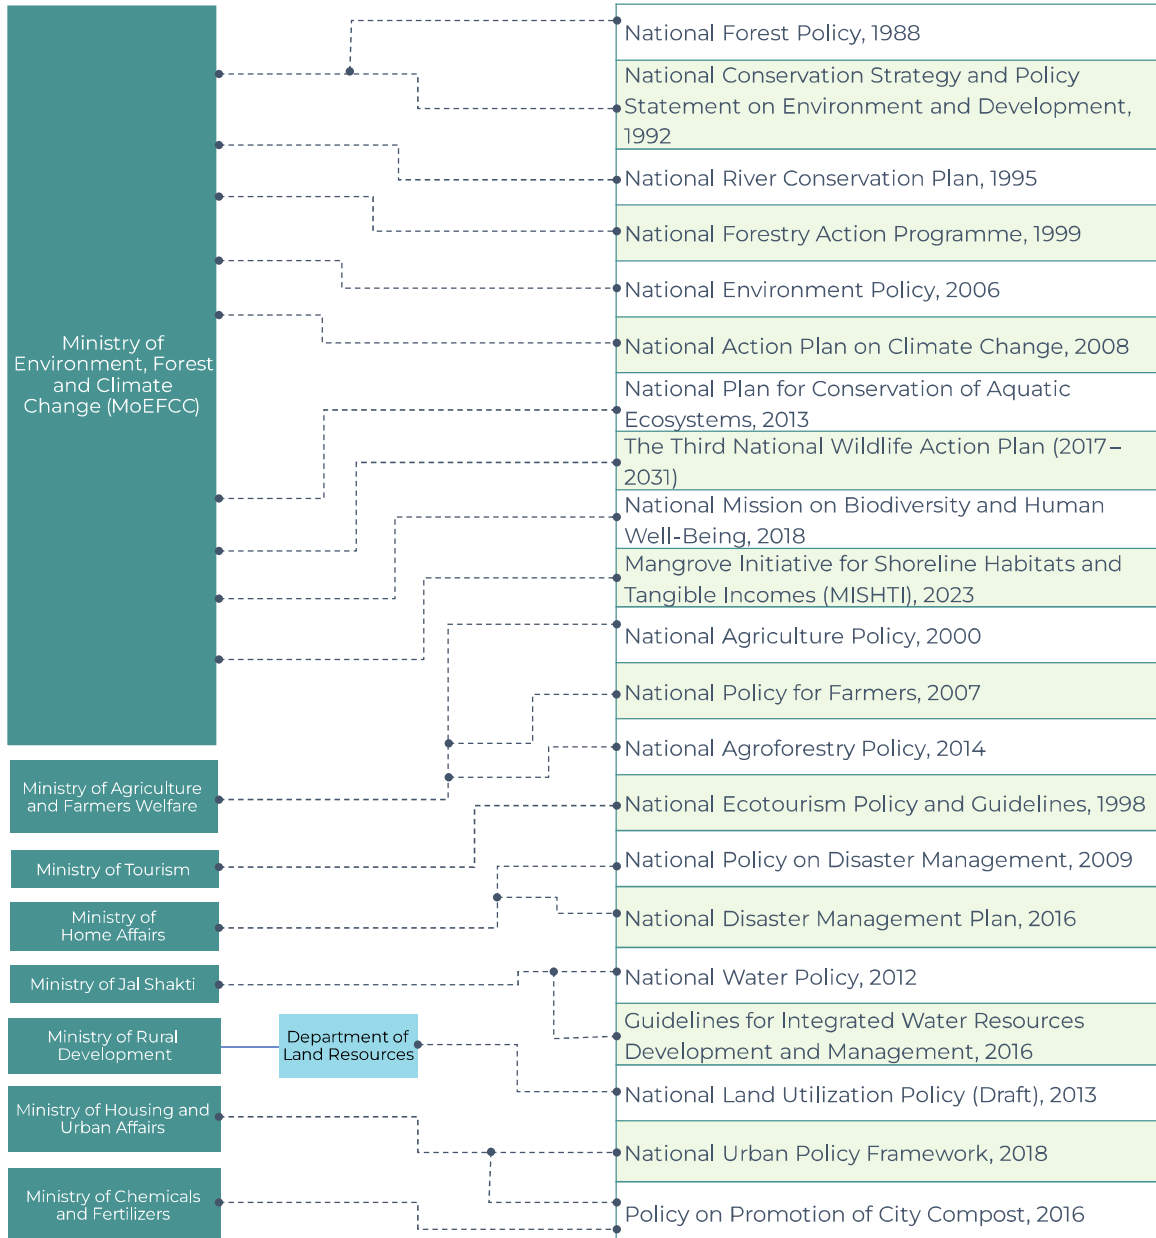 Ministry of
Environment, Forest
and Climate
Change (MoEFCC)
Ministry of Agriculture
and Farmers Welfare
Ministry of Tourism
Ministry of
Home Affairs
Ministry of Jal Shakti
Ministry of Rural
Development
Department of
Land Resources
Ministry of Housing and
Urban Affairs
Ministry of Chemicals
and Fertilizers
National Forest Policy, 1988
National Conservation Strategy and Policy
Statement on Environment and Development,
1992
National River Conservation Plan, 1995
National Forestry Action Programme, 1999
National Environment Policy, 2006
National Action Plan on Climate Change, 2008
National Plan for Conservation of Aquatic
Ecosystems, 2013
The Third National Wildlife Action Plan (2017–
2031)
National Mission on Biodiversity and Human
Well-Being, 2018
Mangrove Initiative for Shoreline Habitats and
Tangible Incomes (MISHTI), 2023
National Agriculture Policy, 2000
National Policy for Farmers, 2007
National Agroforestry Policy, 2014
National Ecotourism Policy and Guidelines, 1998
National Policy on Disaster Management, 2009
National Disaster Management Plan, 2016
National Water Policy, 2012
Guidelines for Integrated Water Resources
Development and Management, 2016
National Land Utilization Policy (Draft), 2013
National Urban Policy Framework, 2018
Policy on Promotion of City Compost, 2016